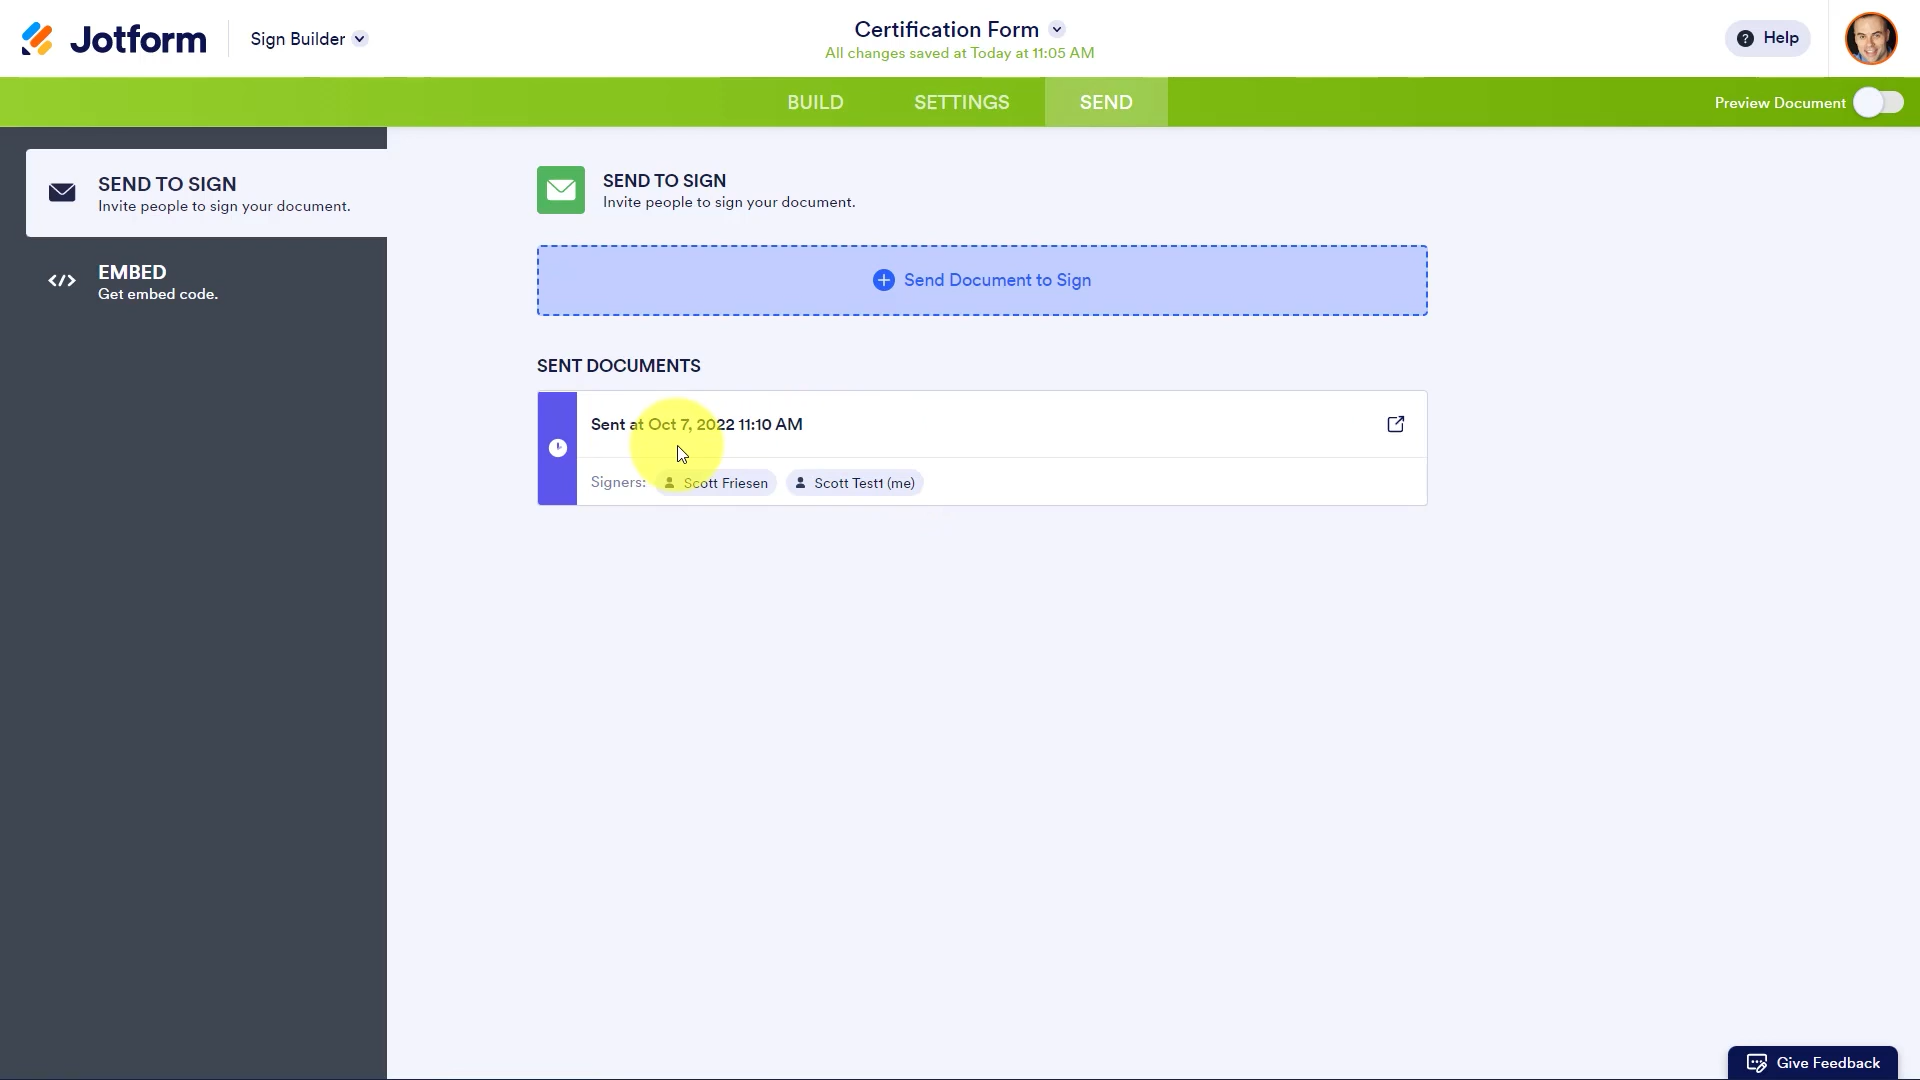 Jotform
Sign Builder
Certification Form
All changes saved at Today at 11:05 AM
Help
BUILD
SETTINGS
SEND
Preview Document
SEND TO SIGN
Invite people to sign your document.
EMBED
Get embed code.
SEND TO SIGN
Invite people to sign your document.
Send Document to Sign
SENT DOCUMENTS
Sent at Oct 7, 2022 11:10 AM
Signers: Scott Friesen Scott Test1 (me)
Give Feedback